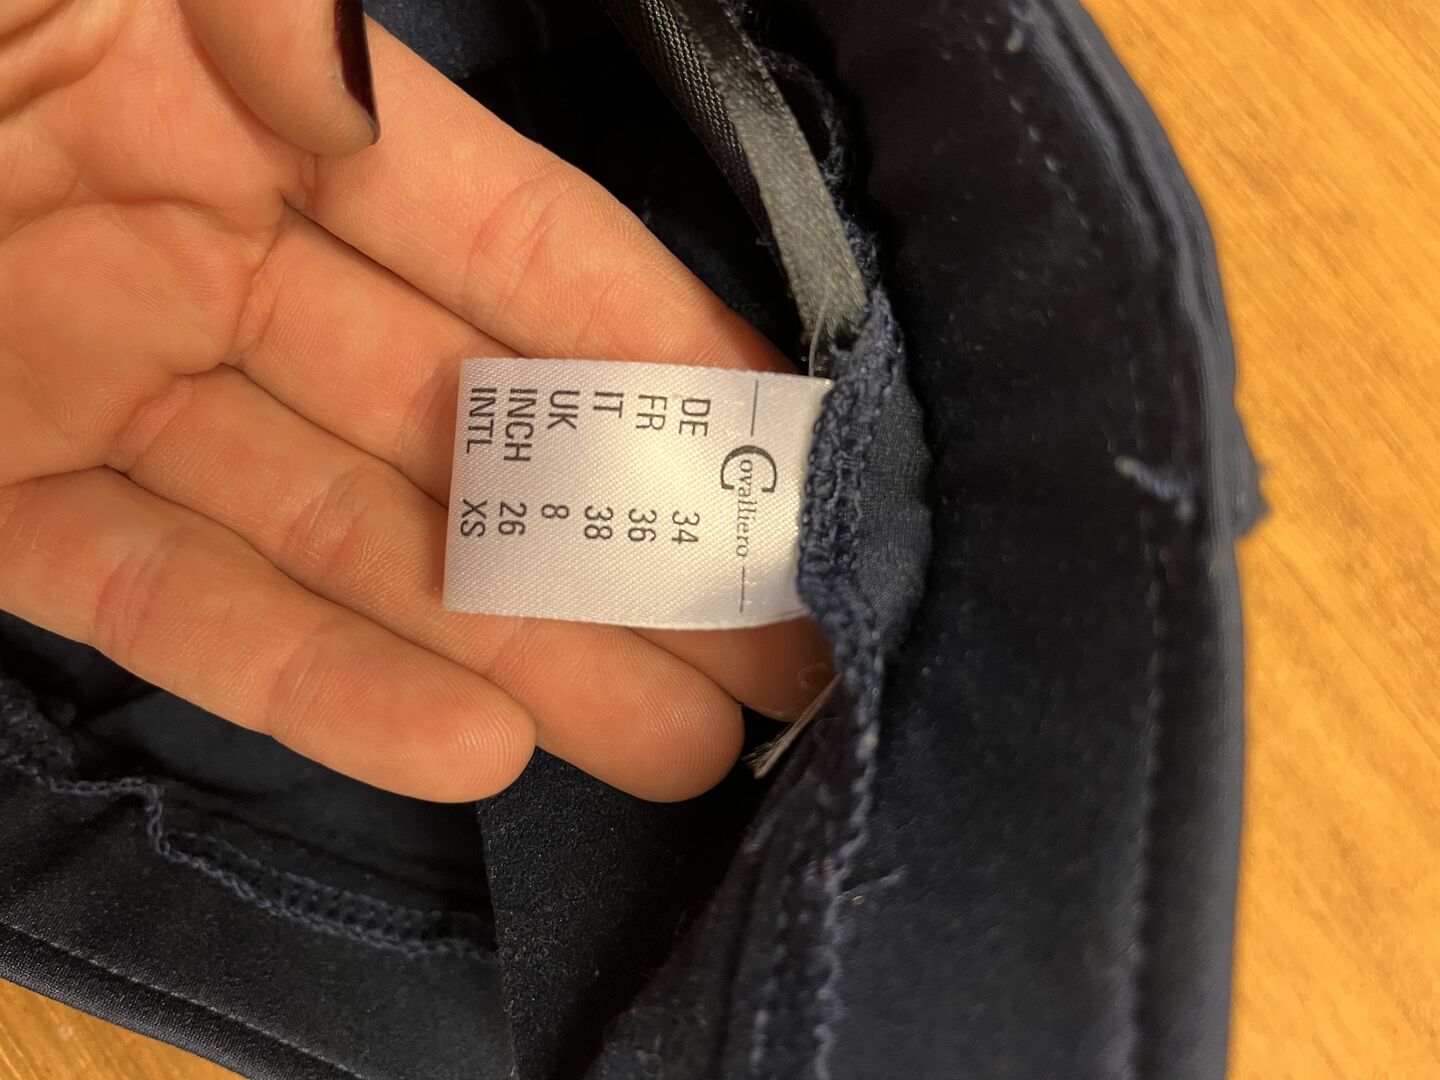 Covalliero
DE 34
FR 36
IT 38
UK 8
INCH 26
INTL XS